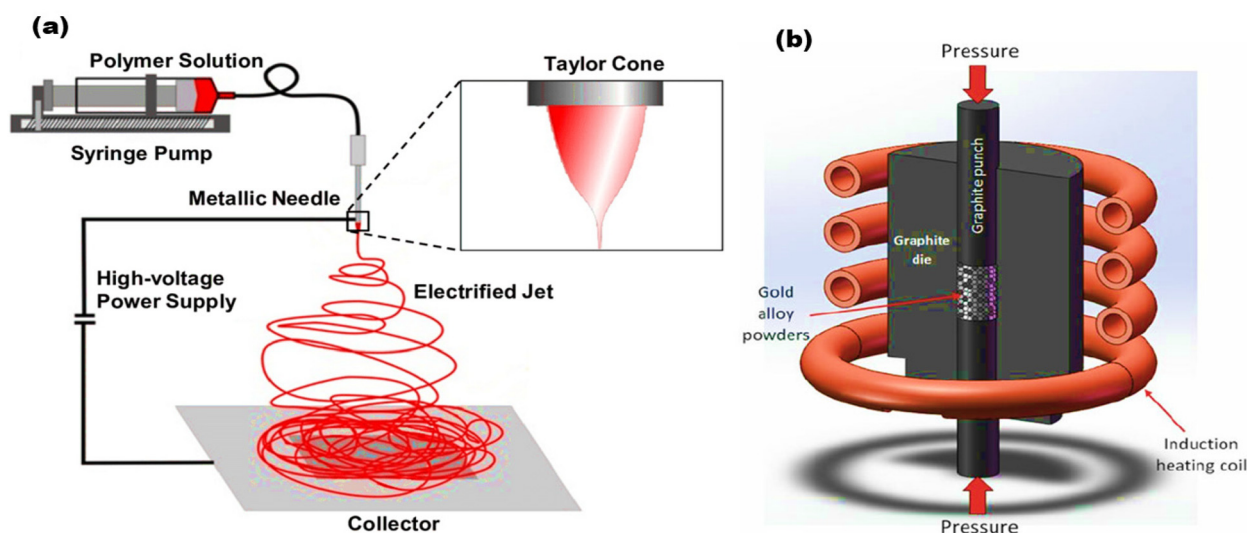 (a)
Polymer Solution
Syringe Pump
Metallic Needle
High-voltage
Power Supply
Taylor Cone
Electrified Jet
Collector
(b)
Pressure
Graphite punch
Graphite
die
Gold
alloy
powders
Induction
heating coil
Pressure